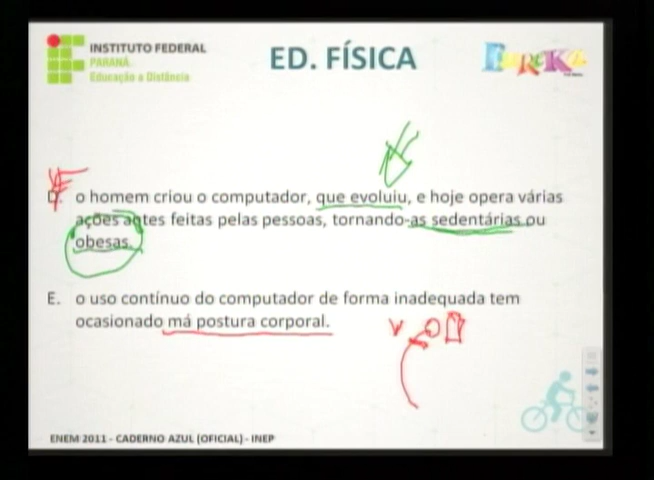 INSTITUTO FEDERAL
PARANÁ
Educação a Distância
ED. FÍSICA
EUREKA
D. o homem criou o computador, que evoluiu, e hoje opera várias
ações antes feitas pelas pessoas, tornando-as sedentárias ou
obesas.
E. o uso contínuo do computador de forma inadequada tem
ocasionado má postura corporal.
V
ENEM 2011 - CADERNO AZUL (OFICIAL) - INEP